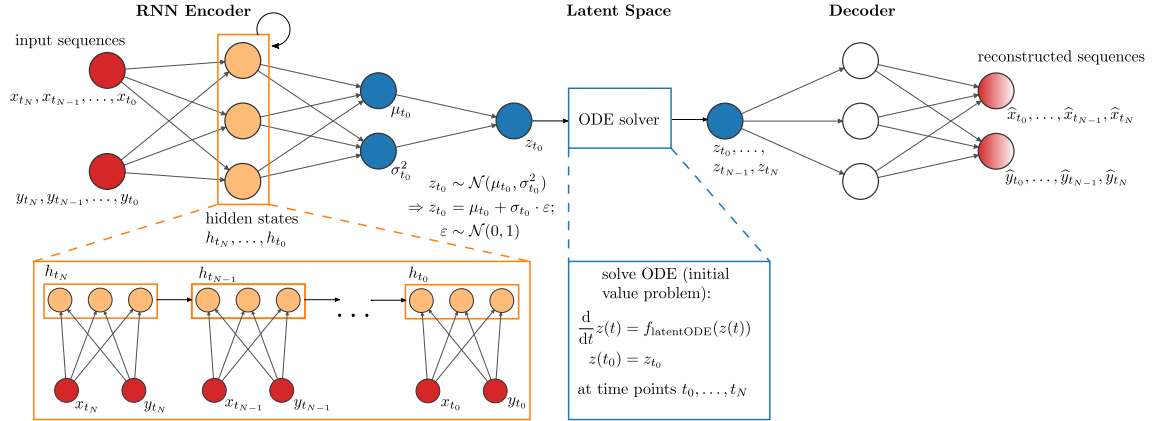 RNN Encoder
Latent Space
Decoder
input sequences
x_{t_N}, x_{t_{N-1}}, ..., x_{t_0}
y_{t_N}, y_{t_{N-1}}, ..., y_{t_0}
hidden states
h_{t_N}, ..., h_{t_0}
μ_{t_0}
σ²_{t_0}
z_{t_0}
z_{t_0} ∼ 𝒩(μ_{t_0}, σ²_{t_0})
⇒ z_{t_0} = μ_{t_0} + σ_{t_0} · ε;
ε ∼ 𝒩(0, 1)
ODE solver
z_{t_0}, ...,
z_{t_{N-1}}, z_{t_N}
reconstructed sequences
x̂_{t_0}, ..., x̂_{t_{N-1}}, x̂_{t_N}
ŷ_{t_0}, ..., ŷ_{t_{N-1}}, ŷ_{t_N}
h_{t_N}
h_{t_{N-1}}
h_{t_0}
...
x_{t_N}
y_{t_N}
x_{t_{N-1}}
y_{t_{N-1}}
x_{t_0}
y_{t_0}
solve ODE (initial
value problem):
d/dt z(t) = f_{latentODE}(z(t))
z(t_0) = z_{t_0}
at time points t_0, ..., t_N